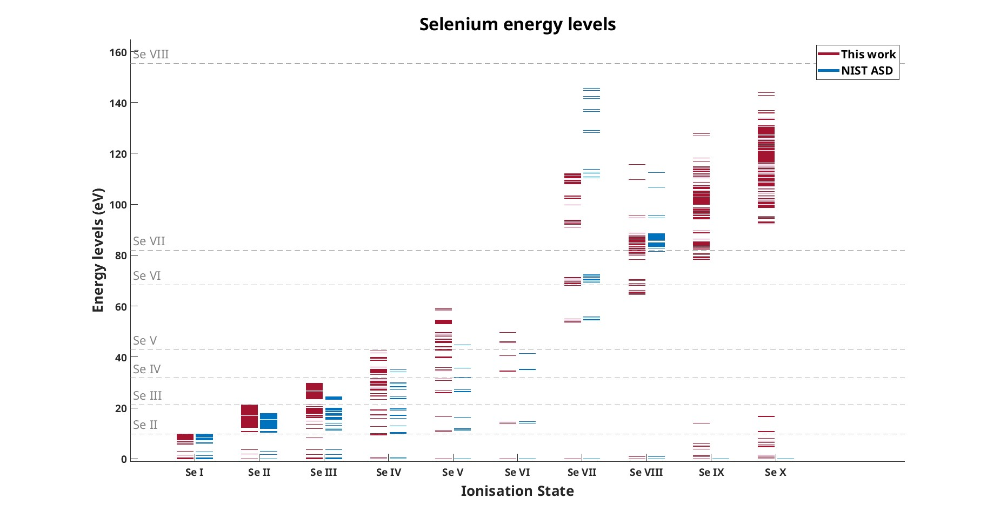 Selenium energy levels
This work
NIST ASD
Energy levels (eV)
160
140
120
100
80
60
40
20
0
Se VIII
Se VII
Se VI
Se V
Se IV
Se III
Se II
Se I
Se II
Se III
Se IV
Se V
Se VI
Se VII
Se VIII
Se IX
Se X
Ionisation State